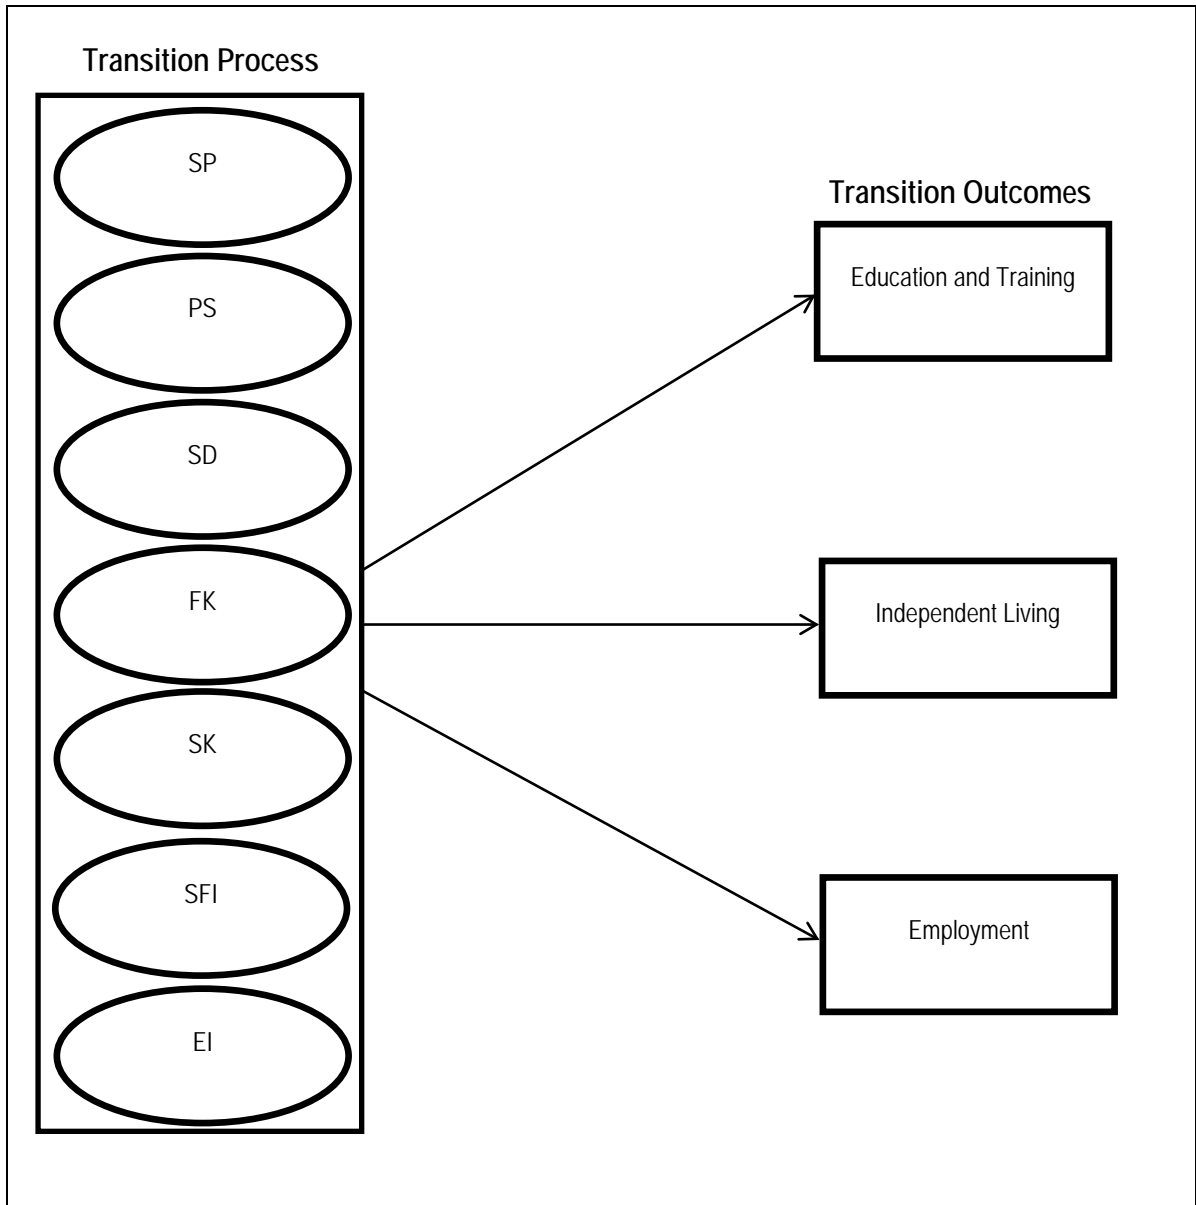 Transition Process
SP
PS
SD
FK
SK
SFI
EI
Transition Outcomes
Education and Training
Independent Living
Employment